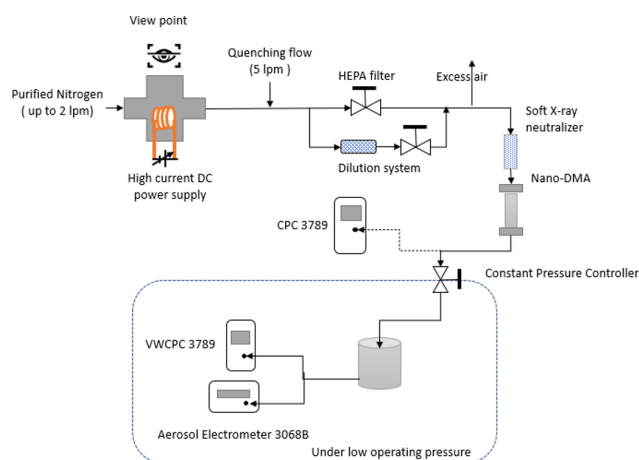 View point
Quenching flow
(5 lpm )
HEPA filter
Excess air
Purified Nitrogen
( up to 2 lpm)
Soft X-ray
neutralizer
Dilution system
High current DC
power supply
Nano-DMA
CPC 3789
Constant Pressure Controller
VWCPC 3789
Aerosol Electrometer 3068B
Under low operating pressure